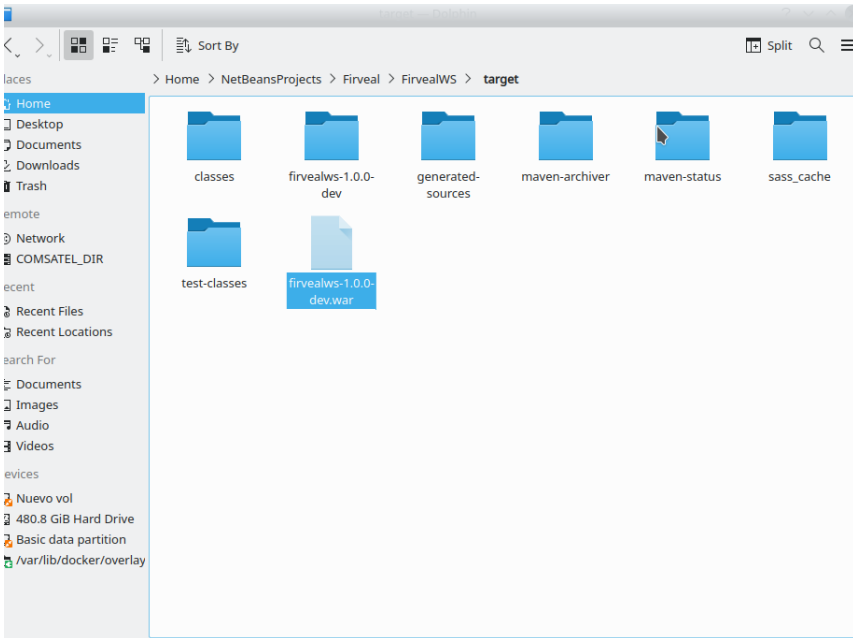 target — Dolphin
Sort By
Split
laces
> Home > NetBeansProjects > Firveal > FirvealWS > target
Home
Desktop
Documents
Downloads
Trash
emote
Network
COMSATEL_DIR
ecent
Recent Files
Recent Locations
earch For
Documents
Images
Audio
Videos
evices
Nuevo vol
480.8 GiB Hard Drive
Basic data partition
/var/lib/docker/overlay
classes
firvealws-1.0.0-
dev
generated-
sources
maven-archiver
maven-status
sass_cache
test-classes
firvealws-1.0.0-
dev.war